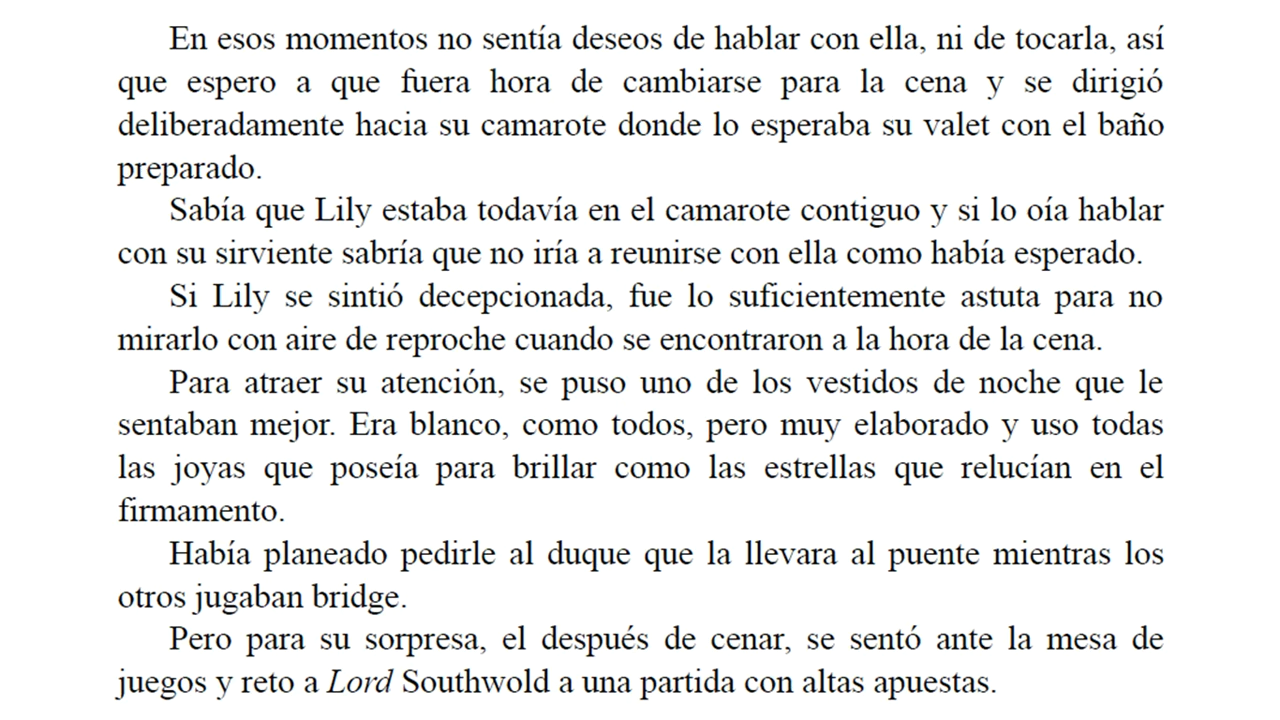 En esos momentos no sentía deseos de hablar con ella, ni de tocarla, así
que espero a que fuera hora de cambiarse para la cena y se dirigió
deliberadamente hacia su camarote donde lo esperaba su valet con el baño
preparado.
Sabía que Lily estaba todavía en el camarote contiguo y si lo oía hablar
con su sirviente sabría que no iría a reunirse con ella como había esperado.
Si Lily se sintió decepcionada, fue lo suficientemente astuta para no
mirarlo con aire de reproche cuando se encontraron a la hora de la cena.
Para atraer su atención, se puso uno de los vestidos de noche que le
sentaban mejor. Era blanco, como todos, pero muy elaborado y uso todas
las joyas que poseía para brillar como las estrellas que relucían en el
firmamento.
Había planeado pedirle al duque que la llevara al puente mientras los
otros jugaban bridge.
Pero para su sorpresa, el después de cenar, se sentó ante la mesa de
juegos y reto a Lord Southwold a una partida con altas apuestas.